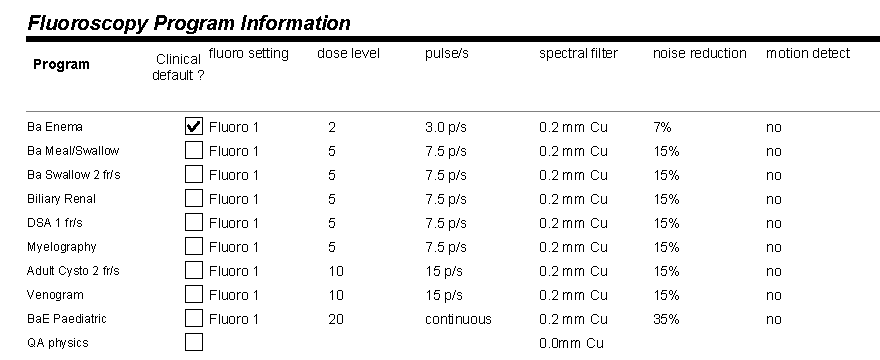 Fluoroscopy Program Information
Program Clinical default ? fluoro setting dose level pulse/s spectral filter noise reduction motion detect
Ba Enema Fluoro 1 2 3.0 p/s 0.2 mm Cu 7% no
Ba Meal/Swallow Fluoro 1 5 7.5 p/s 0.2 mm Cu 15% no
Ba Swallow 2 fr/s Fluoro 1 5 7.5 p/s 0.2 mm Cu 15% no
Biliary Renal Fluoro 1 5 7.5 p/s 0.2 mm Cu 15% no
DSA 1 fr/s Fluoro 1 5 7.5 p/s 0.2 mm Cu 15% no
Myelography Fluoro 1 5 7.5 p/s 0.2 mm Cu 15% no
Adult Cysto 2 fr/s Fluoro 1 10 15 p/s 0.2 mm Cu 15% no
Venogram Fluoro 1 10 15 p/s 0.2 mm Cu 15% no
BaE Paediatric Fluoro 1 20 continuous 0.2 mm Cu 35% no
QA physics 0.0mm Cu